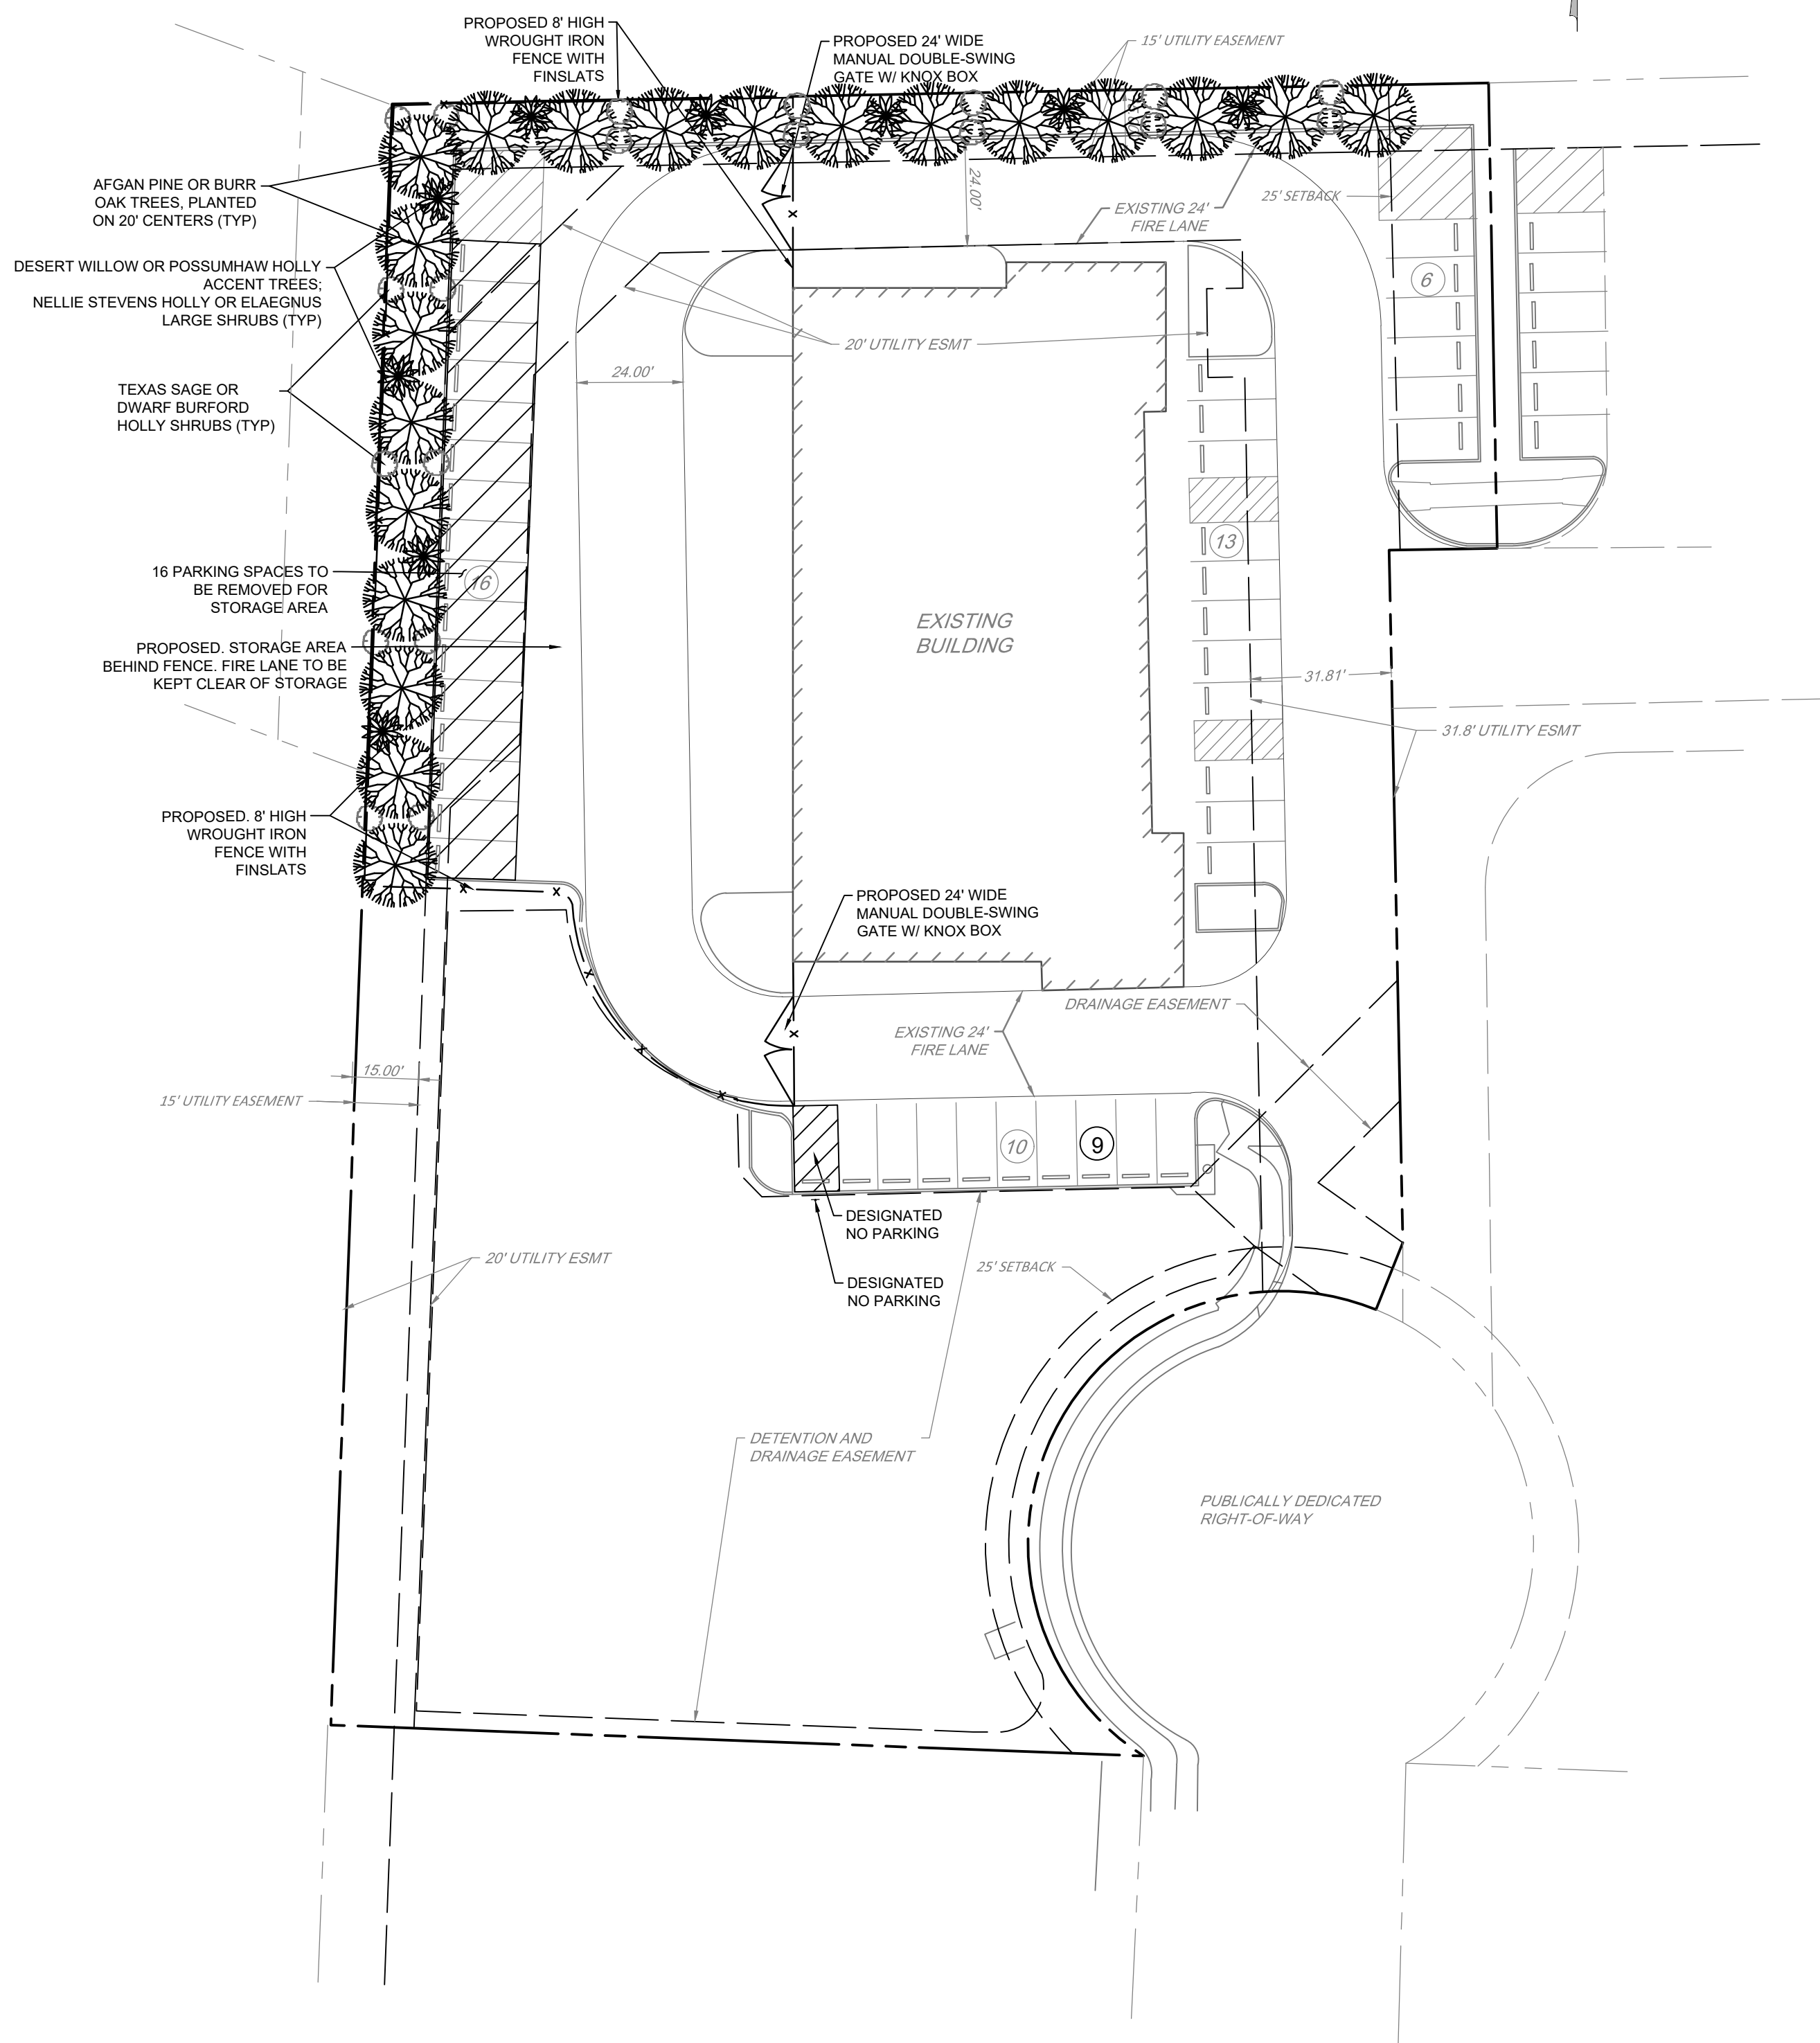 PROPOSED 8' HIGH
WROUGHT IRON
FENCE WITH
FINSLATS
PROPOSED 24' WIDE
MANUAL DOUBLE-SWING
GATE W/ KNOX BOX
15' UTILITY EASEMENT
AFGAN PINE OR BURR
OAK TREES, PLANTED
ON 20' CENTERS (TYP)
24.00'
25' SETBACK
EXISTING 24'
FIRE LANE
DESERT WILLOW OR POSSUMHAW HOLLY
ACCENT TREES;
NELLIE STEVENS HOLLY OR ELAEGNUS
LARGE SHRUBS (TYP)
6
20' UTILITY ESMT
24.00'
TEXAS SAGE OR
DWARF BURFORD
HOLLY SHRUBS (TYP)
13
16 PARKING SPACES TO
BE REMOVED FOR
STORAGE AREA
16
EXISTING
BUILDING
PROPOSED. STORAGE AREA
BEHIND FENCE. FIRE LANE TO BE
KEPT CLEAR OF STORAGE
31.81'
31.8' UTILITY ESMT
PROPOSED. 8' HIGH
WROUGHT IRON
FENCE WITH
FINSLATS
PROPOSED 24' WIDE
MANUAL DOUBLE-SWING
GATE W/ KNOX BOX
DRAINAGE EASEMENT
EXISTING 24'
FIRE LANE
15.00'
15' UTILITY EASEMENT
10
9
DESIGNATED
NO PARKING
20' UTILITY ESMT
25' SETBACK
DESIGNATED
NO PARKING
DETENTION AND
DRAINAGE EASEMENT
PUBLICALLY DEDICATED
RIGHT-OF-WAY